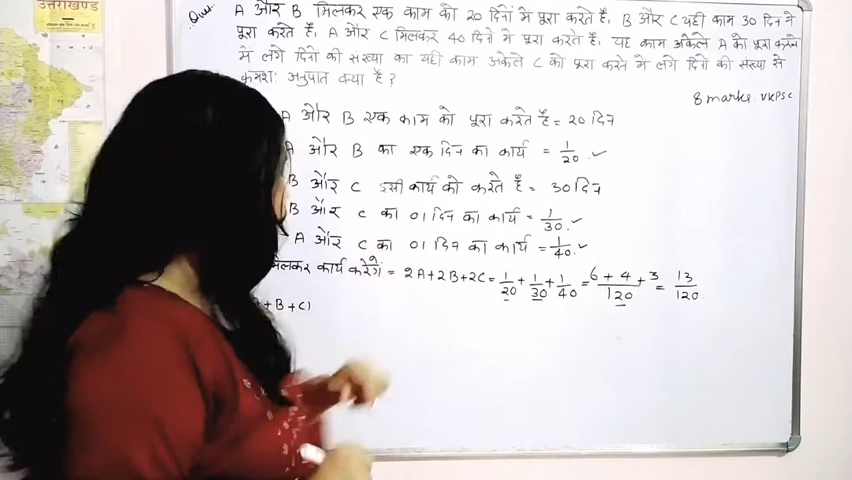 उत्तराखण्ड
Ques. A और B मिलकर एक काम को 20 दिनों में पूरा करते हैं, B और C यही काम 30 दिन मे
पूरा करते हैं, A और C मिलकर 40 दिनों में पूरा करते हैं, यह काम अकेले A को पूरा करने
में लगे दिनों की संख्या का यही काम अकेले C को पूरा करने में लगे दिनों की संख्या से
क्रमशः अनुपात क्या है ?
8 marks UKPSC
A और B एक काम को पूरा करते हैं = 20 दिन
A और B का एक दिन का कार्य = 1/20 ✓
B और C इसी कार्य को करते हैं = 30 दिन
B और C का 01 दिन का कार्य = 1/30 ✓
A और C का 01 दिन का कार्य = 1/40 ✓
मिलकर कार्य करेंगे = 2A+2B+2C = 1/20 + 1/30 + 1/40 = 6+4+3/120 = 13/120
+B+C)